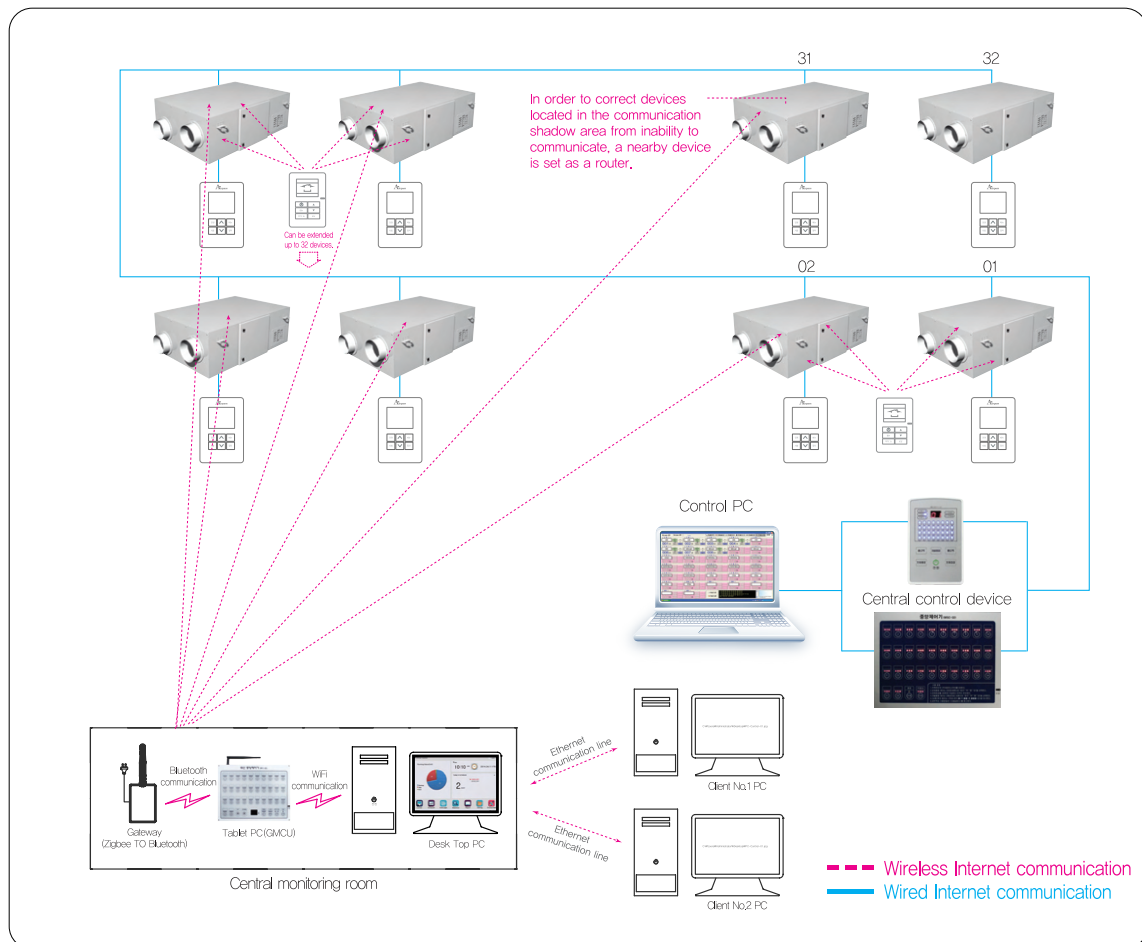 31
32
In order to correct devices
located in the communication
shadow area from inability to
communicate, a nearby device
is set as a router.
Can be extended
up to 32 devices.
02
01
Control PC
Central control device
Ethernet
communication line
Bluetooth
communication
WiFi
communication
Gateway
(Zigbee TO Bluetooth)
Tablet PC(GMCU)
Desk Top PC
Central monitoring room
Client No.1 PC
Ethernet
communication line
Client No.2 PC
Wireless Internet communication
Wired Internet communication